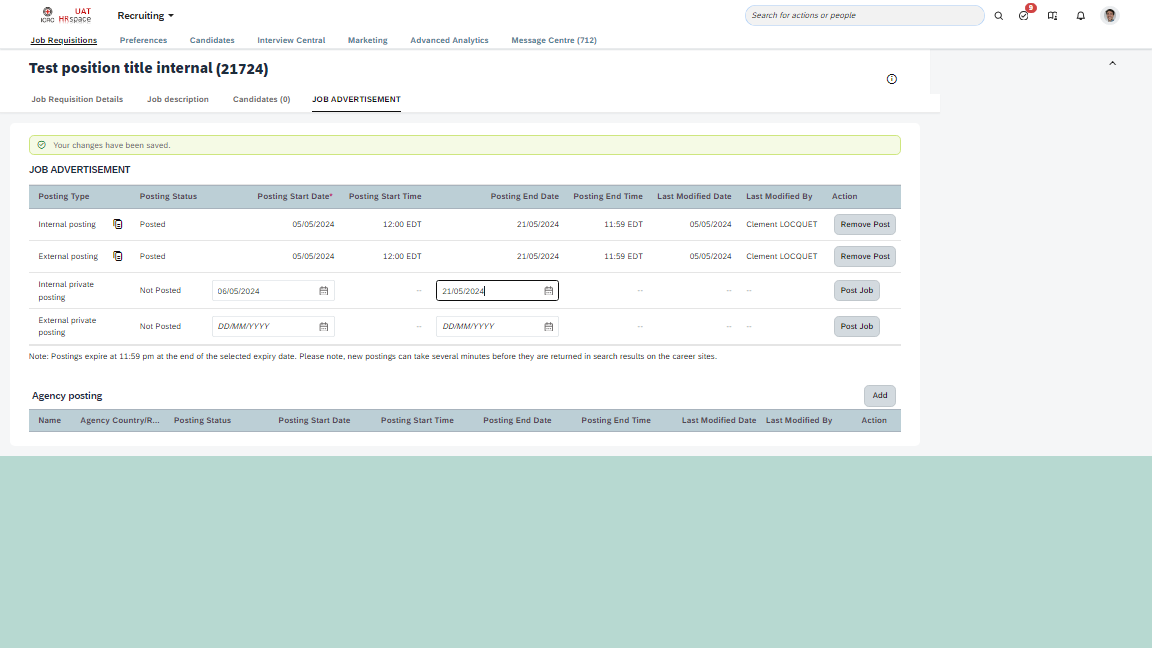 ICRC UAT HRspace Recruiting Search for actions or people 9
Job Requisitions Preferences Candidates Interview Central Marketing Advanced Analytics Message Centre (712)
Test position title internal (21724)
Job Requisition Details Job description Candidates (0) JOB ADVERTISEMENT
Your changes have been saved.
JOB ADVERTISEMENT
Posting Type Posting Status Posting Start Date* Posting Start Time Posting End Date Posting End Time Last Modified Date Last Modified By Action
Internal posting Posted 05/05/2024 12:00 EDT 21/05/2024 11:59 EDT 05/05/2024 Clement LOCQUET Remove Post
External posting Posted 05/05/2024 12:00 EDT 21/05/2024 11:59 EDT 05/05/2024 Clement LOCQUET Remove Post
Internal private posting Not Posted 06/05/2024 -- 21/05/2024 -- -- -- Post Job
External private posting Not Posted DD/MM/YYYY -- DD/MM/YYYY -- -- -- Post Job
Note: Postings expire at 11:59 pm at the end of the selected expiry date. Please note, new postings can take several minutes before they are returned in search results on the career sites.
Agency posting Add
Name Agency Country/R... Posting Status Posting Start Date Posting Start Time Posting End Date Posting End Time Last Modified Date Last Modified By Action